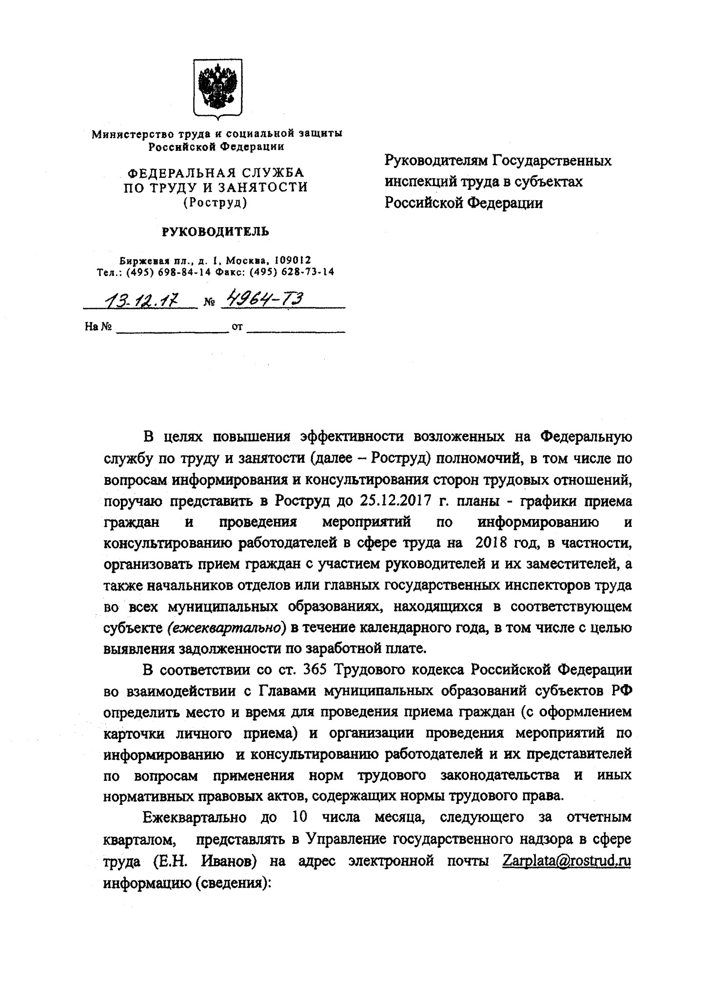 Министерство труда и социальной защиты
Российской Федерации
ФЕДЕРАЛЬНАЯ СЛУЖБА
ПО ТРУДУ И ЗАНЯТОСТИ
(Роструд)
РУКОВОДИТЕЛЬ
Биржевая пл., д. 1, Москва, 109012
Тел.: (495) 698-84-14 Факс: (495) 628-73-14
13.12.17 № 4964-ТЗ
На № от
Руководителям Государственных
инспекций труда в субъектах
Российской Федерации
В целях повышения эффективности возложенных на Федеральную
службу по труду и занятости (далее – Роструд) полномочий, в том числе по
вопросам информирования и консультирования сторон трудовых отношений,
поручаю представить в Роструд до 25.12.2017 г. планы - графики приема
граждан и проведения мероприятий по информированию и
консультированию работодателей в сфере труда на 2018 год, в частности,
организовать прием граждан с участием руководителей и их заместителей, а
также начальников отделов или главных государственных инспекторов труда
во всех муниципальных образованиях, находящихся в соответствующем
субъекте (ежеквартально) в течение календарного года, в том числе с целью
выявления задолженности по заработной плате.
В соответствии со ст. 365 Трудового кодекса Российской Федерации
во взаимодействии с Главами муниципальных образований субъектов РФ
определить место и время для проведения приема граждан (с оформлением
карточки личного приема) и организации проведения мероприятий по
информированию и консультированию работодателей и их представителей
по вопросам применения норм трудового законодательства и иных
нормативных правовых актов, содержащих нормы трудового права.
Ежеквартально до 10 числа месяца, следующего за отчетным
кварталом, представлять в Управление государственного надзора в сфере
труда (Е.Н. Иванов) на адрес электронной почты Zarplata@rostrud.ru
информацию (сведения):